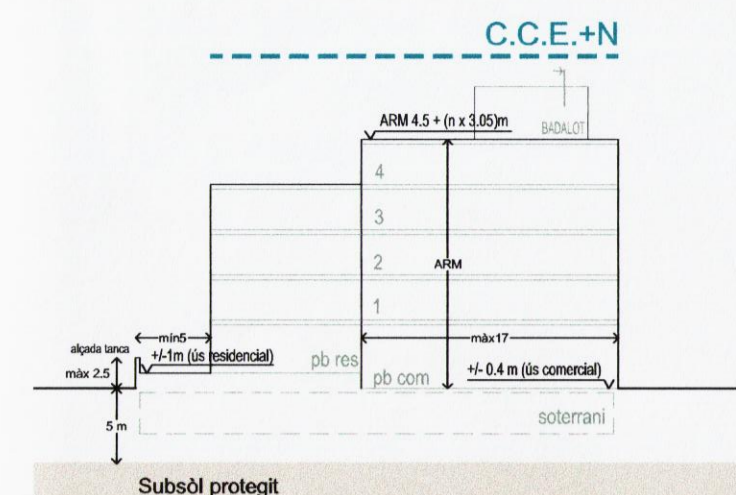 C.C.E.+N
ARM 4.5 + (n x 3.05)m
BADALOT
4
3
2
ARM
1
mín5
màx17
alçada tanca
+/-1m (ús residencial)
pb res
màx 2.5
pb com
+/- 0.4 m (ús comercial)
soterrani
5 m
Subsòl protegit